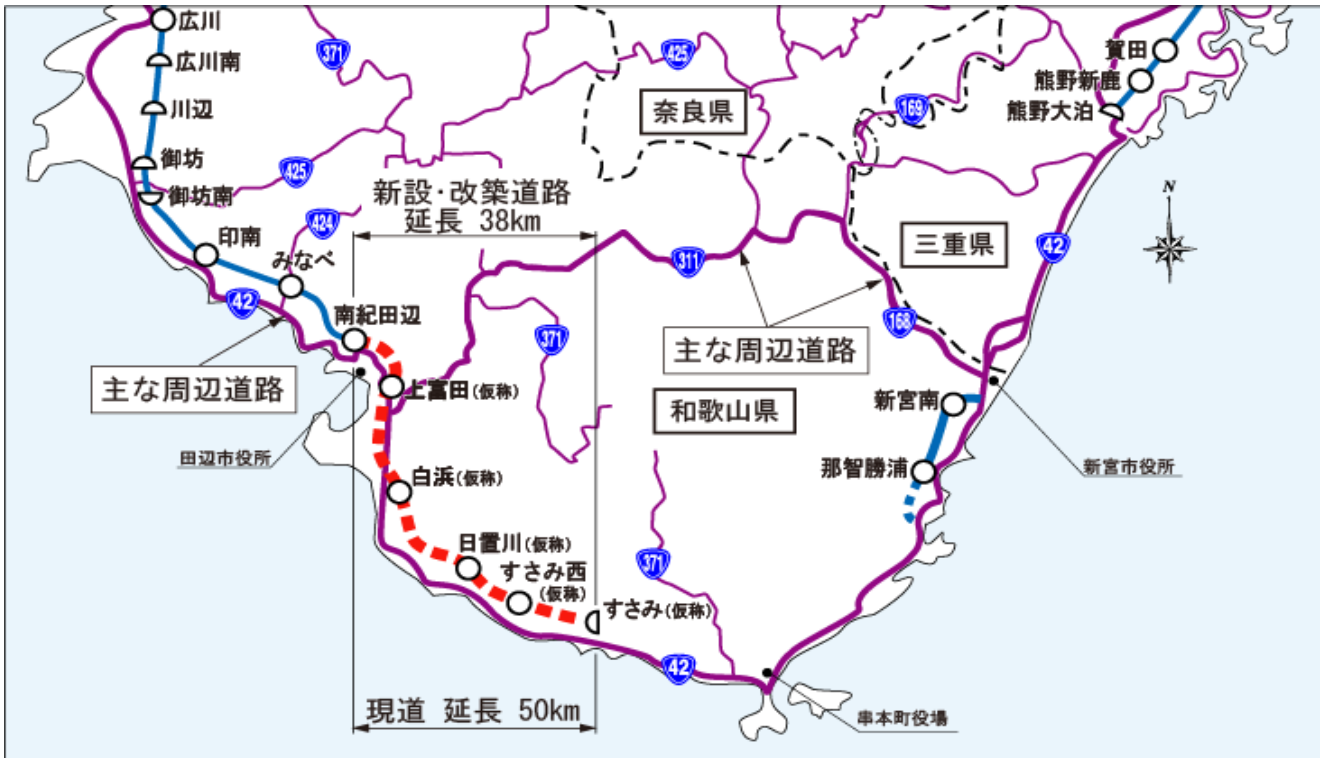 広川
広川南
川辺
御坊
御坊南
印南
みなべ
南紀田辺
上富田(仮称)
白浜(仮称)
日置川(仮称)
すさみ西
(仮称)
すさみ(仮称)
371
425
425
424
42
新設・改築道路
延長 38km
奈良県
169
賀田
熊野新鹿
熊野大泊
N
三重県
42
311
168
371
主な周辺道路
主な周辺道路
和歌山県
新宮南
那智勝浦
新宮市役所
田辺市役所
371
42
現道 延長 50km
串本町役場